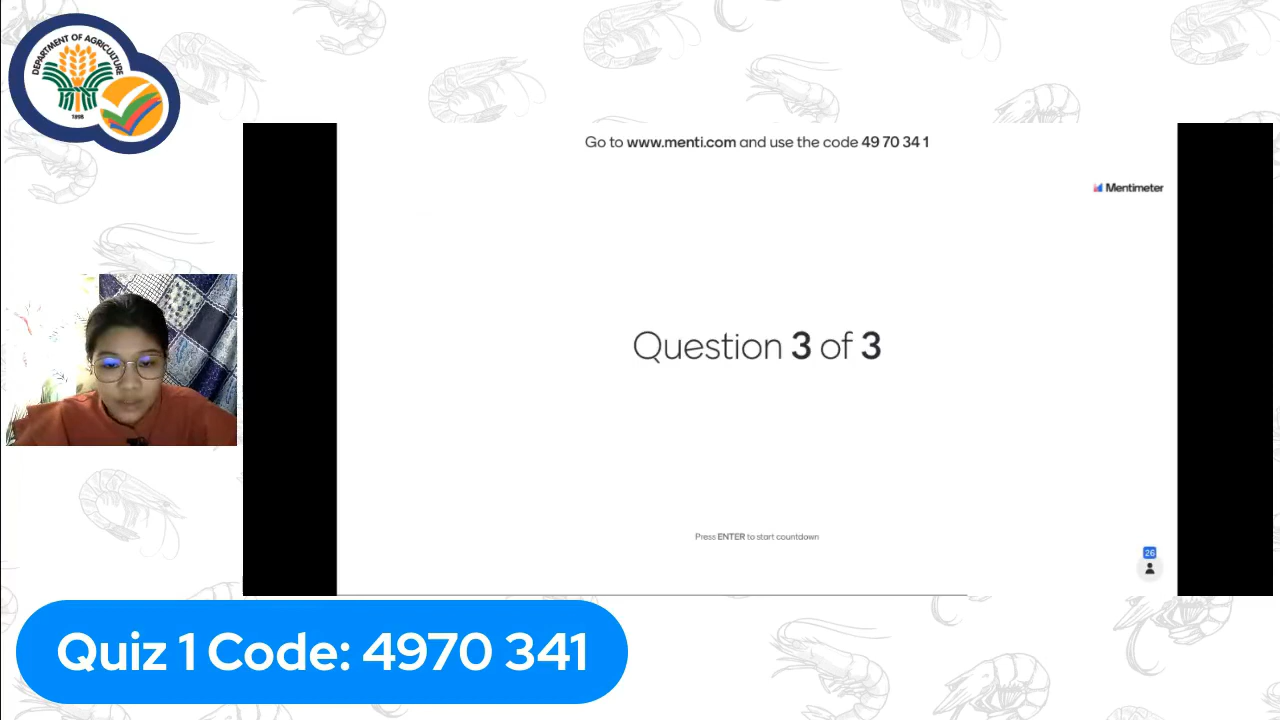 DEPARTMENT OF AGRICULTURE
1898
Go to www.menti.com and use the code 49 70 34 1
Mentimeter
Question 3 of 3
Press ENTER to start countdown
26
Quiz 1 Code: 4970 341